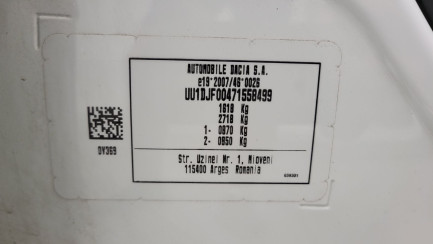 AUTOMOBILE DACIA S.A.
e19*2007/46*0026
UU1DJF00471558499
1618 Kg
2718 Kg
1- 0870 Kg
2- 0850 Kg
Str. Uzinei Nr. 1, Mioveni
115400 Arges Romania
DV369